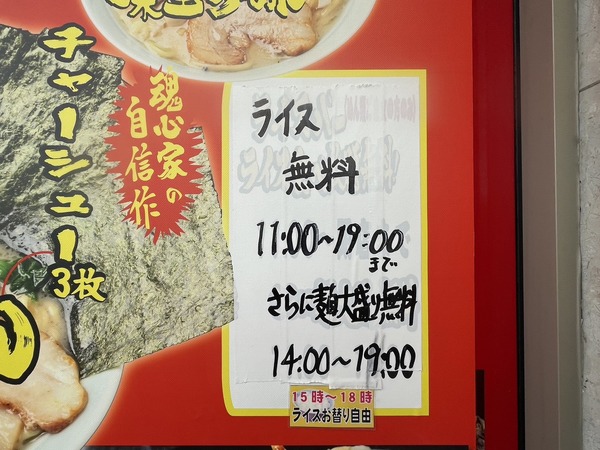 チャーシュー
3枚
魂心家の
自信作
ライス
無料
11:00〜19:00
まで
さらに麺大盛り無料
14:00〜19:00
15時〜18時
ライスお替り自由